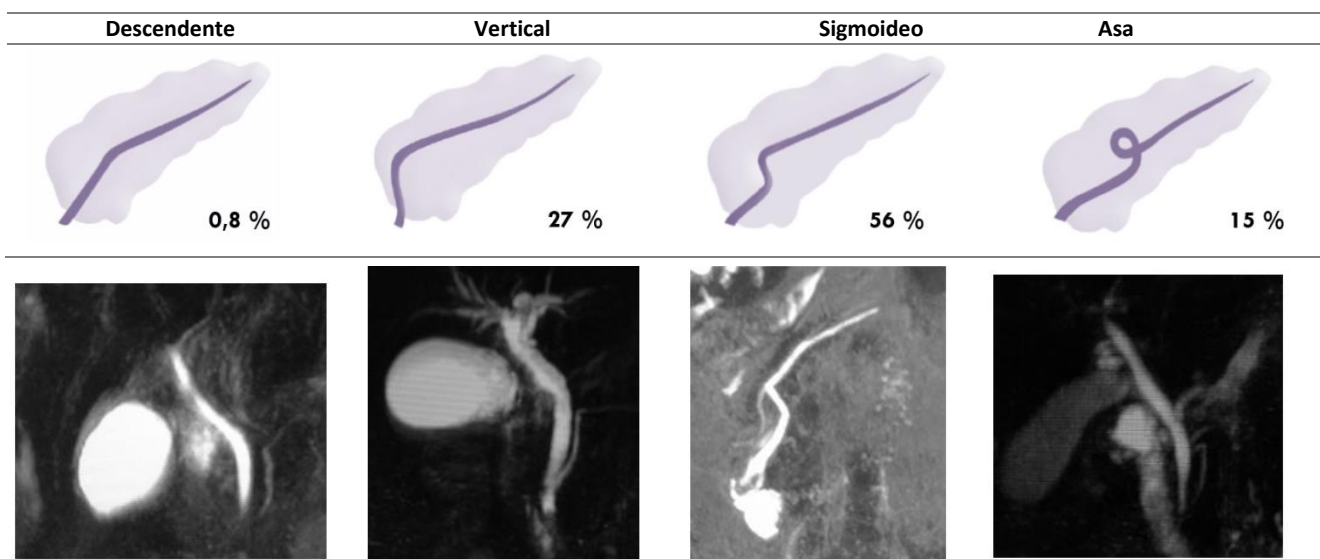 Descendente Vertical Sigmoideo Asa
0,8 % 27 % 56 % 15 %